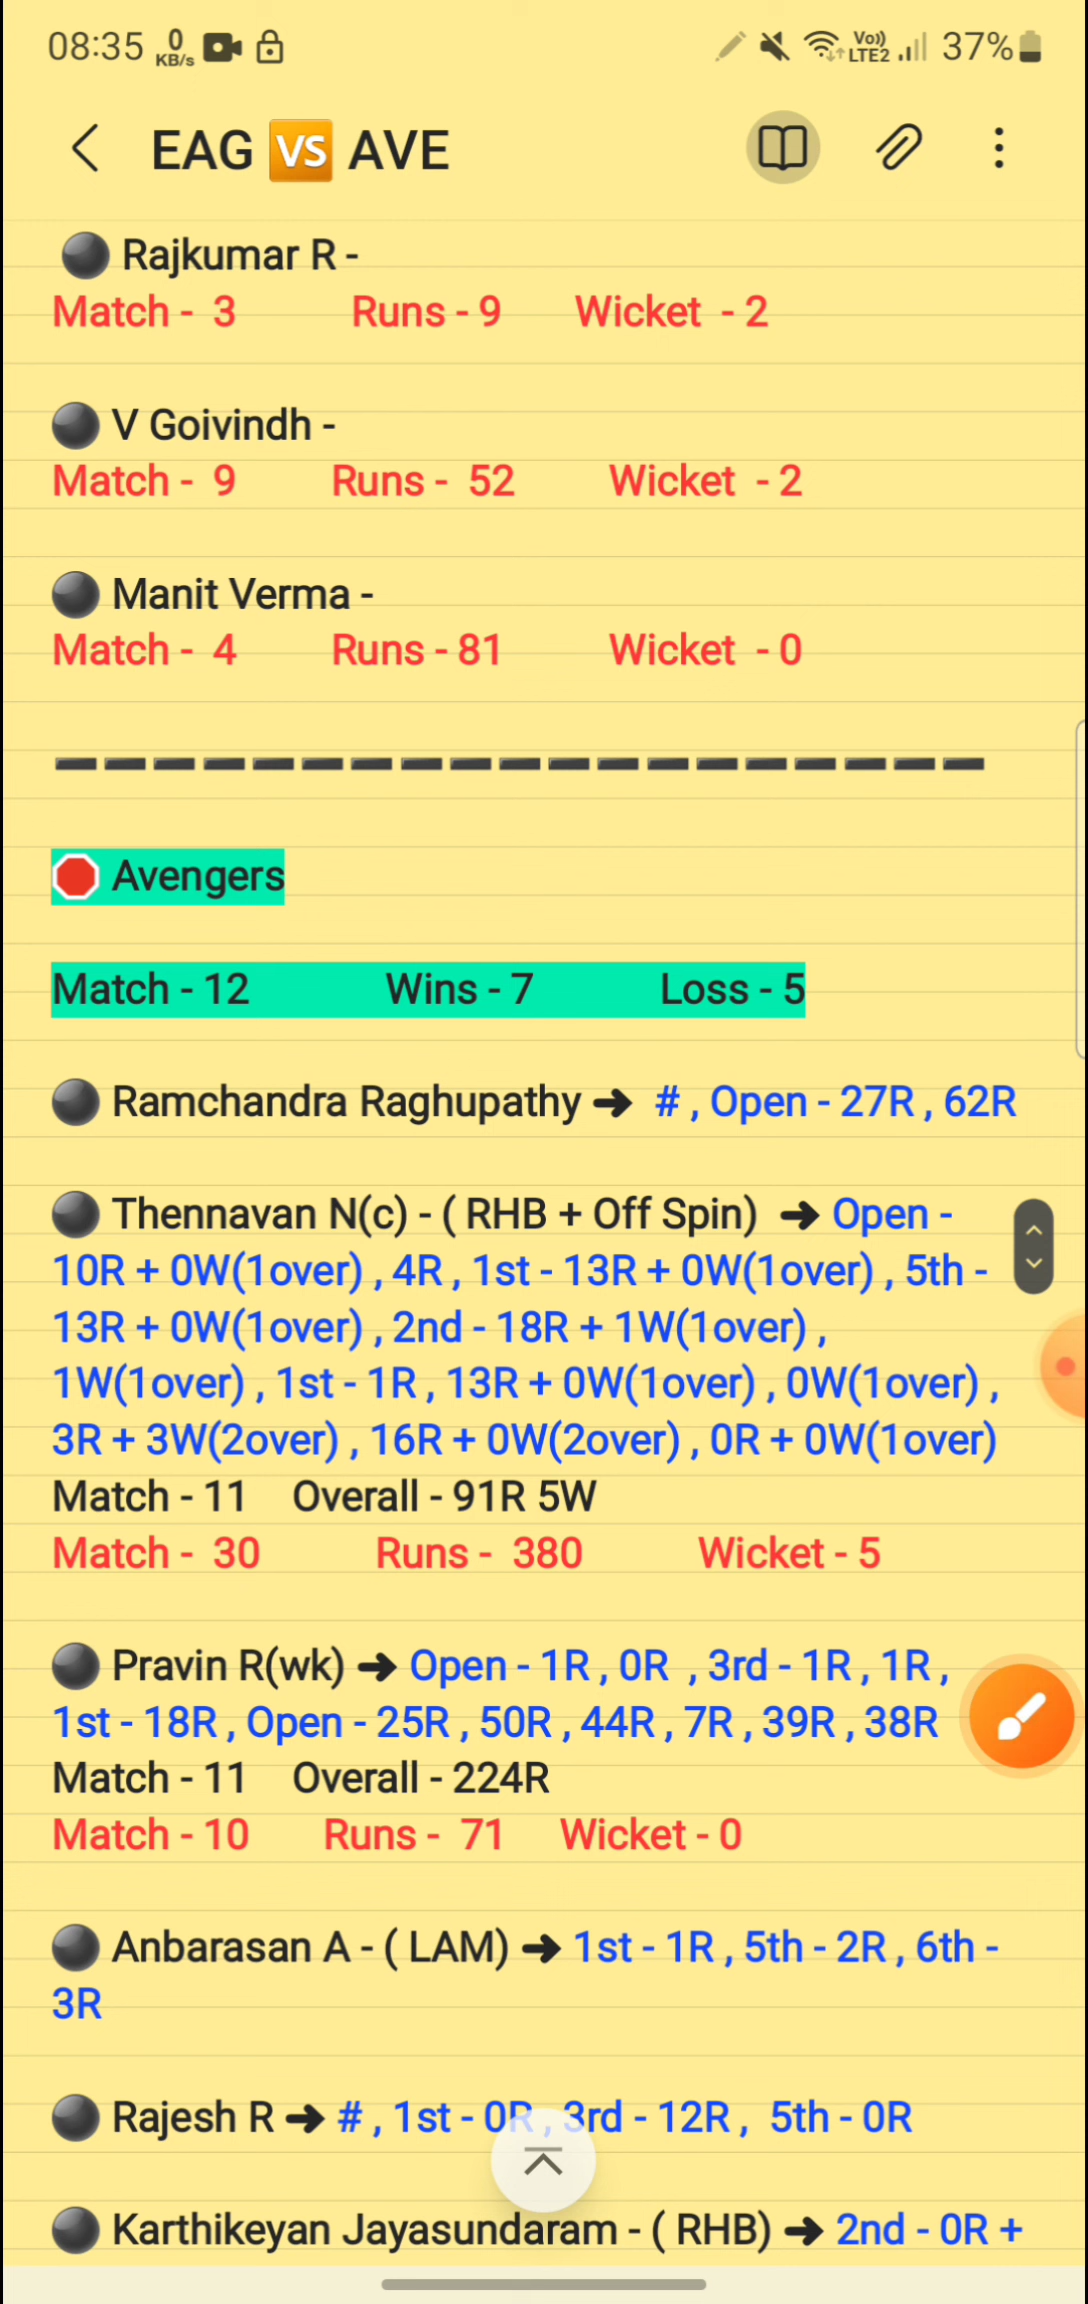 08:35 0 KB/s Vo)) LTE2 37%
EAG VS AVE
Rajkumar R -
Match - 3 Runs - 9 Wicket - 2
V Goivindh -
Match - 9 Runs - 52 Wicket - 2
Manit Verma -
Match - 4 Runs - 81 Wicket - 0
Avengers
Match - 12 Wins - 7 Loss - 5
Ramchandra Raghupathy → # , Open - 27R , 62R
Thennavan N(c) - ( RHB + Off Spin) → Open -
10R + 0W(1over) , 4R , 1st - 13R + 0W(1over) , 5th -
13R + 0W(1over) , 2nd - 18R + 1W(1over) ,
1W(1over) , 1st - 1R , 13R + 0W(1over) , 0W(1over) ,
3R + 3W(2over) , 16R + 0W(2over) , 0R + 0W(1over)
Match - 11 Overall - 91R 5W
Match - 30 Runs - 380 Wicket - 5
Pravin R(wk) → Open - 1R , 0R , 3rd - 1R , 1R ,
1st - 18R , Open - 25R , 50R , 44R , 7R , 39R , 38R
Match - 11 Overall - 224R
Match - 10 Runs - 71 Wicket - 0
Anbarasan A - ( LAM) → 1st - 1R , 5th - 2R , 6th -
3R
Rajesh R → # , 1st - 0R , 3rd - 12R , 5th - 0R
Karthikeyan Jayasundaram - ( RHB) → 2nd - 0R +